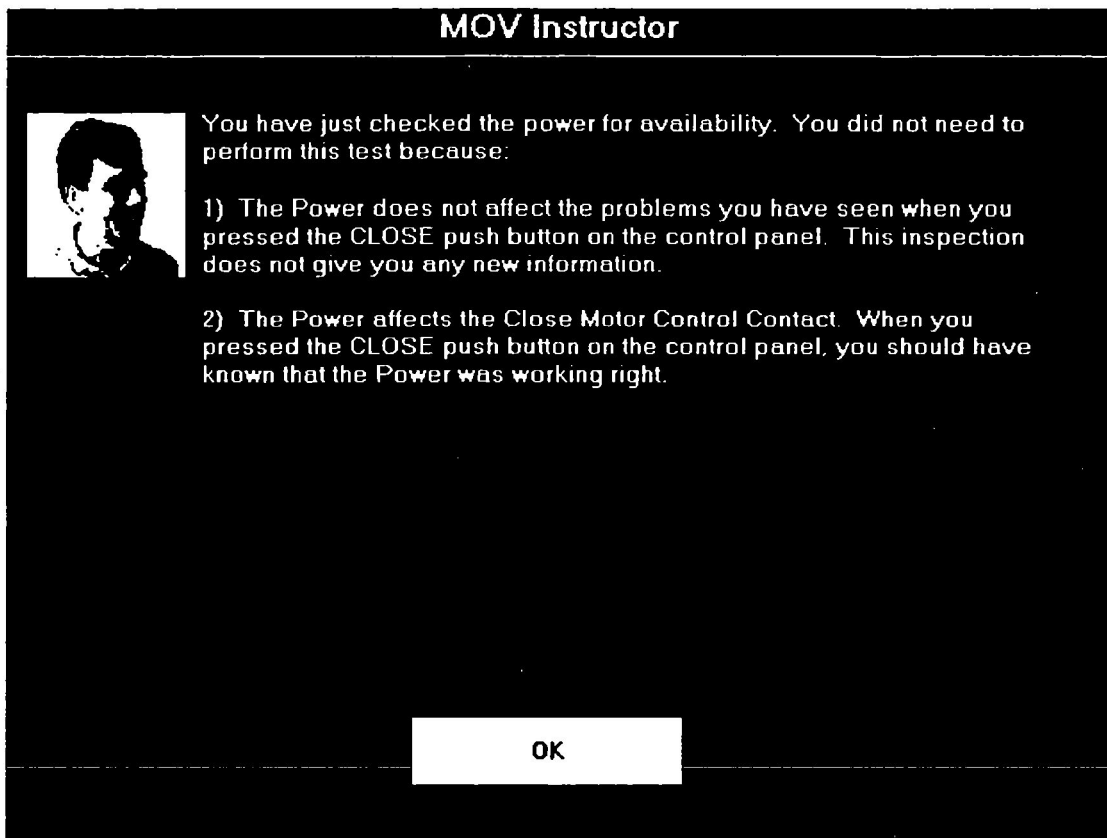 MOV Instructor
You have just checked the power for availability.  You did not need to
perform this test because:
1)  The Power does not affect the problems you have seen when you
pressed the CLOSE push button on the control panel.  This inspection
does not give you any new information.
2)  The Power affects the Close Motor Control Contact.  When you
pressed the CLOSE push button on the control panel, you should have
known that the Power was working right.
OK